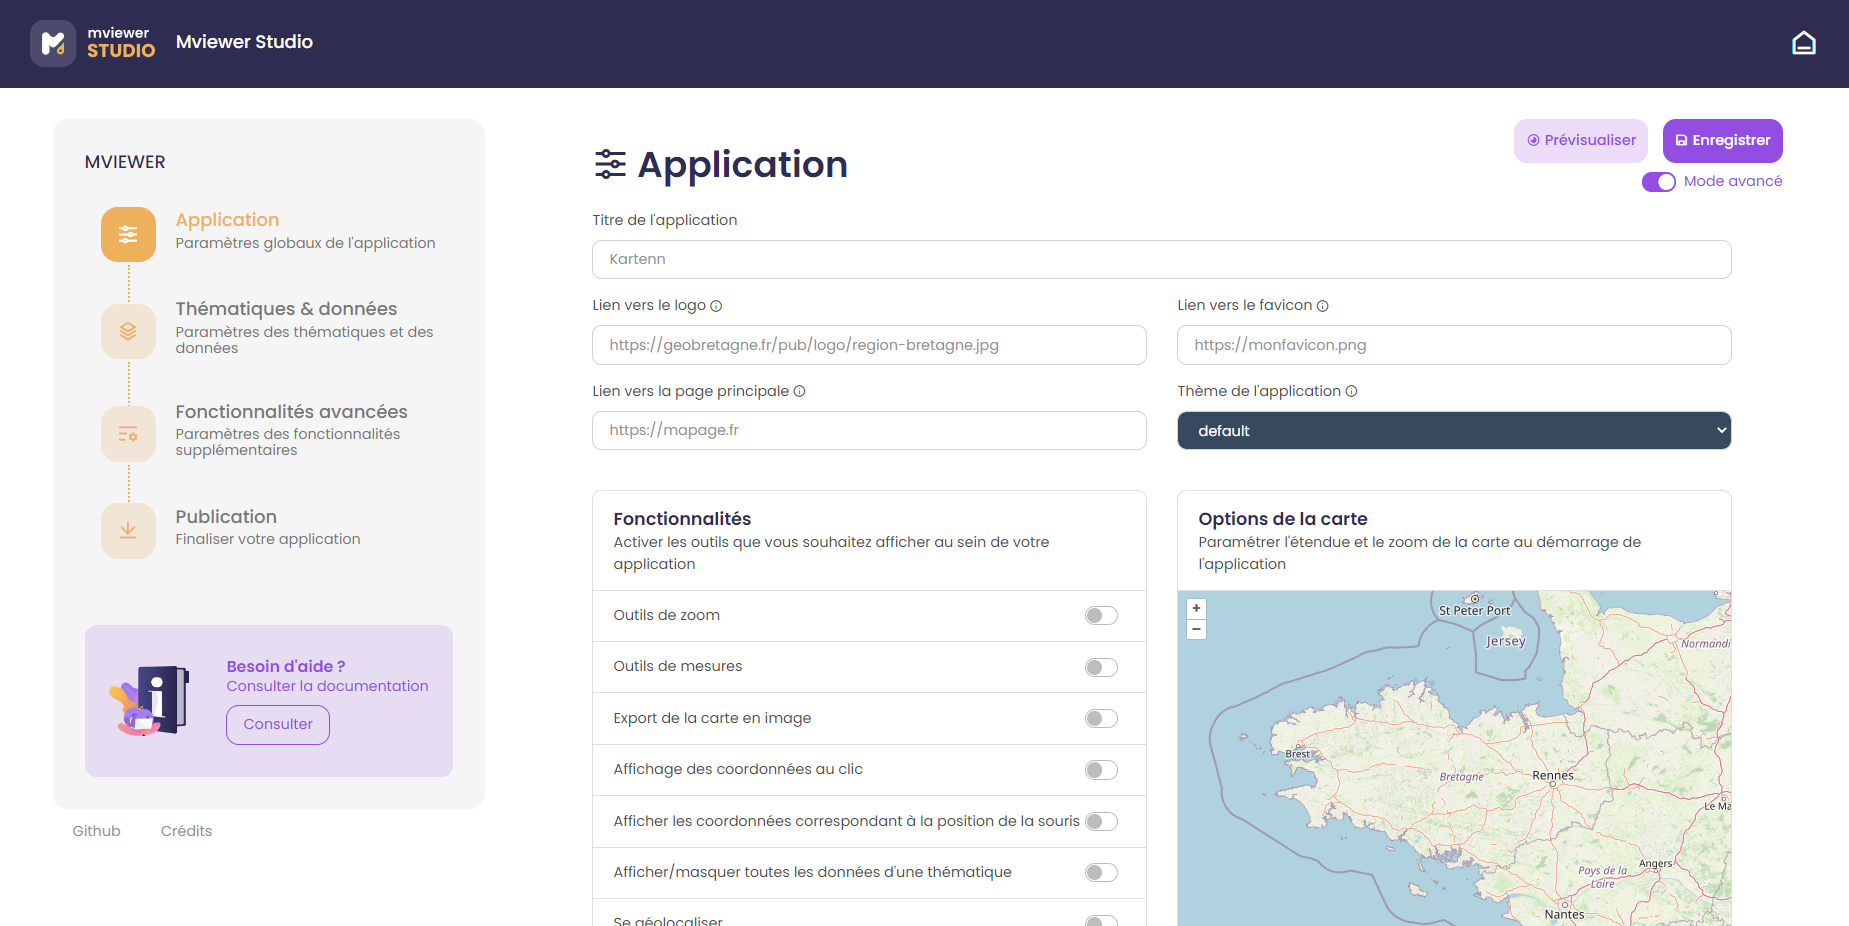 mviewer
STUDIO
Mviewer Studio
MVIEWER
Application
Paramètres globaux de l'application
Thématiques & données
Paramètres des thématiques et des
données
Fonctionnalités avancées
Paramètres des fonctionnalités
supplémentaires
Publication
Finaliser votre application
Besoin d'aide ?
Consulter la documentation
Consulter
Github
Crédits
Prévisualiser
Enregistrer
Mode avancé
Application
Titre de l'application
Kartenn
Lien vers le logo
https://geobretagne.fr/pub/logo/region-bretagne.jpg
Lien vers le favicon
https://monfavicon.png
Lien vers la page principale
https://mapage.fr
Thème de l'application
default
Fonctionnalités
Activer les outils que vous souhaitez afficher au sein de votre
application
Outils de zoom
Outils de mesures
Export de la carte en image
Affichage des coordonnées au clic
Afficher les coordonnées correspondant à la position de la souris
Afficher/masquer toutes les données d'une thématique
Se géolocaliser
Options de la carte
Paramétrer l'étendue et le zoom de la carte au démarrage de
l'application
+
−
St Peter Port
Jersey
Normandi
Brest
Bretagne
Rennes
Le Ma
Angers
Pays de la
Loire
Nantes